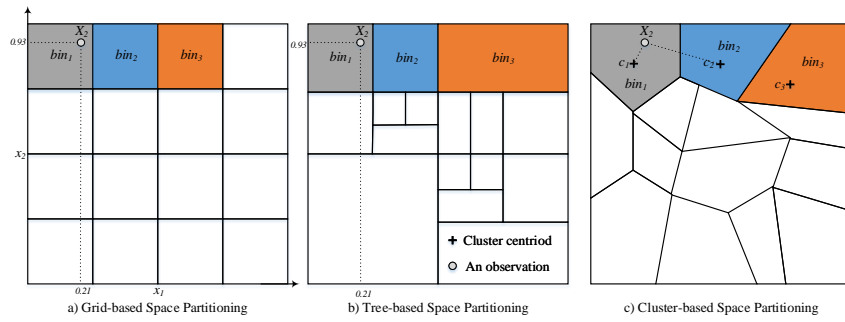 X2
0.93
bin1
bin2
bin3
x2
0.21
x1
a) Grid-based Space Partitioning
X2
0.93
bin1
bin2
bin3
Cluster centriod
An observation
0.21
b) Tree-based Space Partitioning
X2
bin2
c1
c2
bin3
bin1
c3
c) Cluster-based Space Partitioning